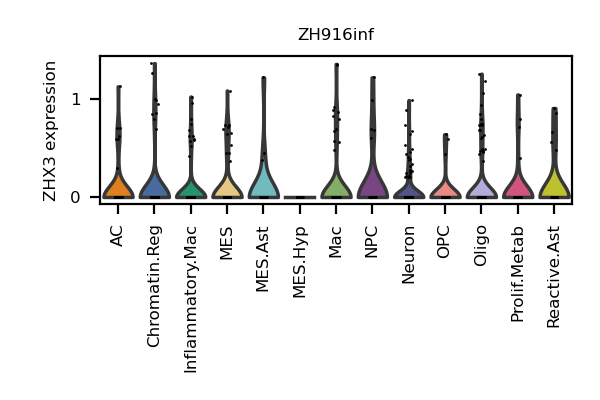 ZH916inf
ZHX3 expression
1
0
AC
Chromatin.Reg
Inflammatory.Mac
MES
MES.Ast
MES.Hyp
Mac
NPC
Neuron
OPC
Oligo
Prolif.Metab
Reactive.Ast